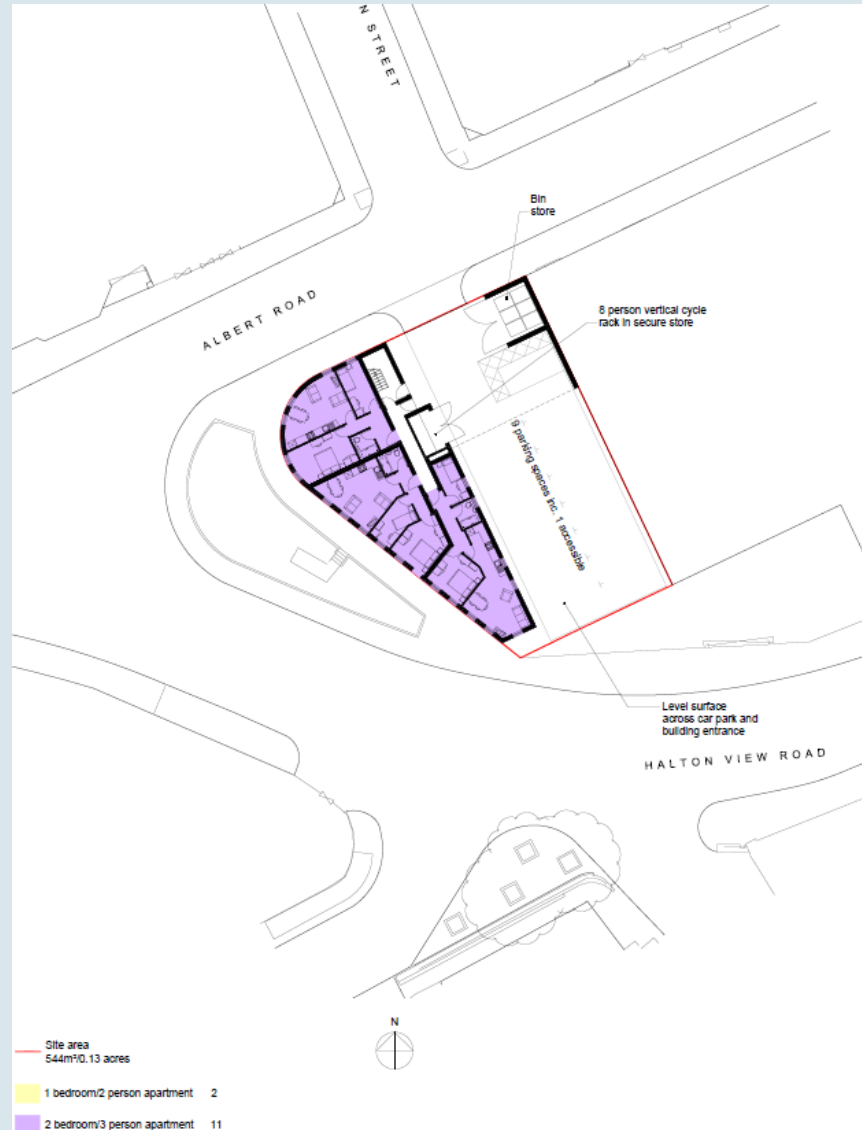 N STREET
Bin
store
8 person vertical cycle
rack in secure store
ALBERT ROAD
9 parking spaces inc. 1 accessible
Level surface
across car park and
building entrance
HALTON VIEW ROAD
N
Site area
544m²/0.13 acres
1 bedroom/2 person apartment 2
2 bedroom/3 person apartment 11